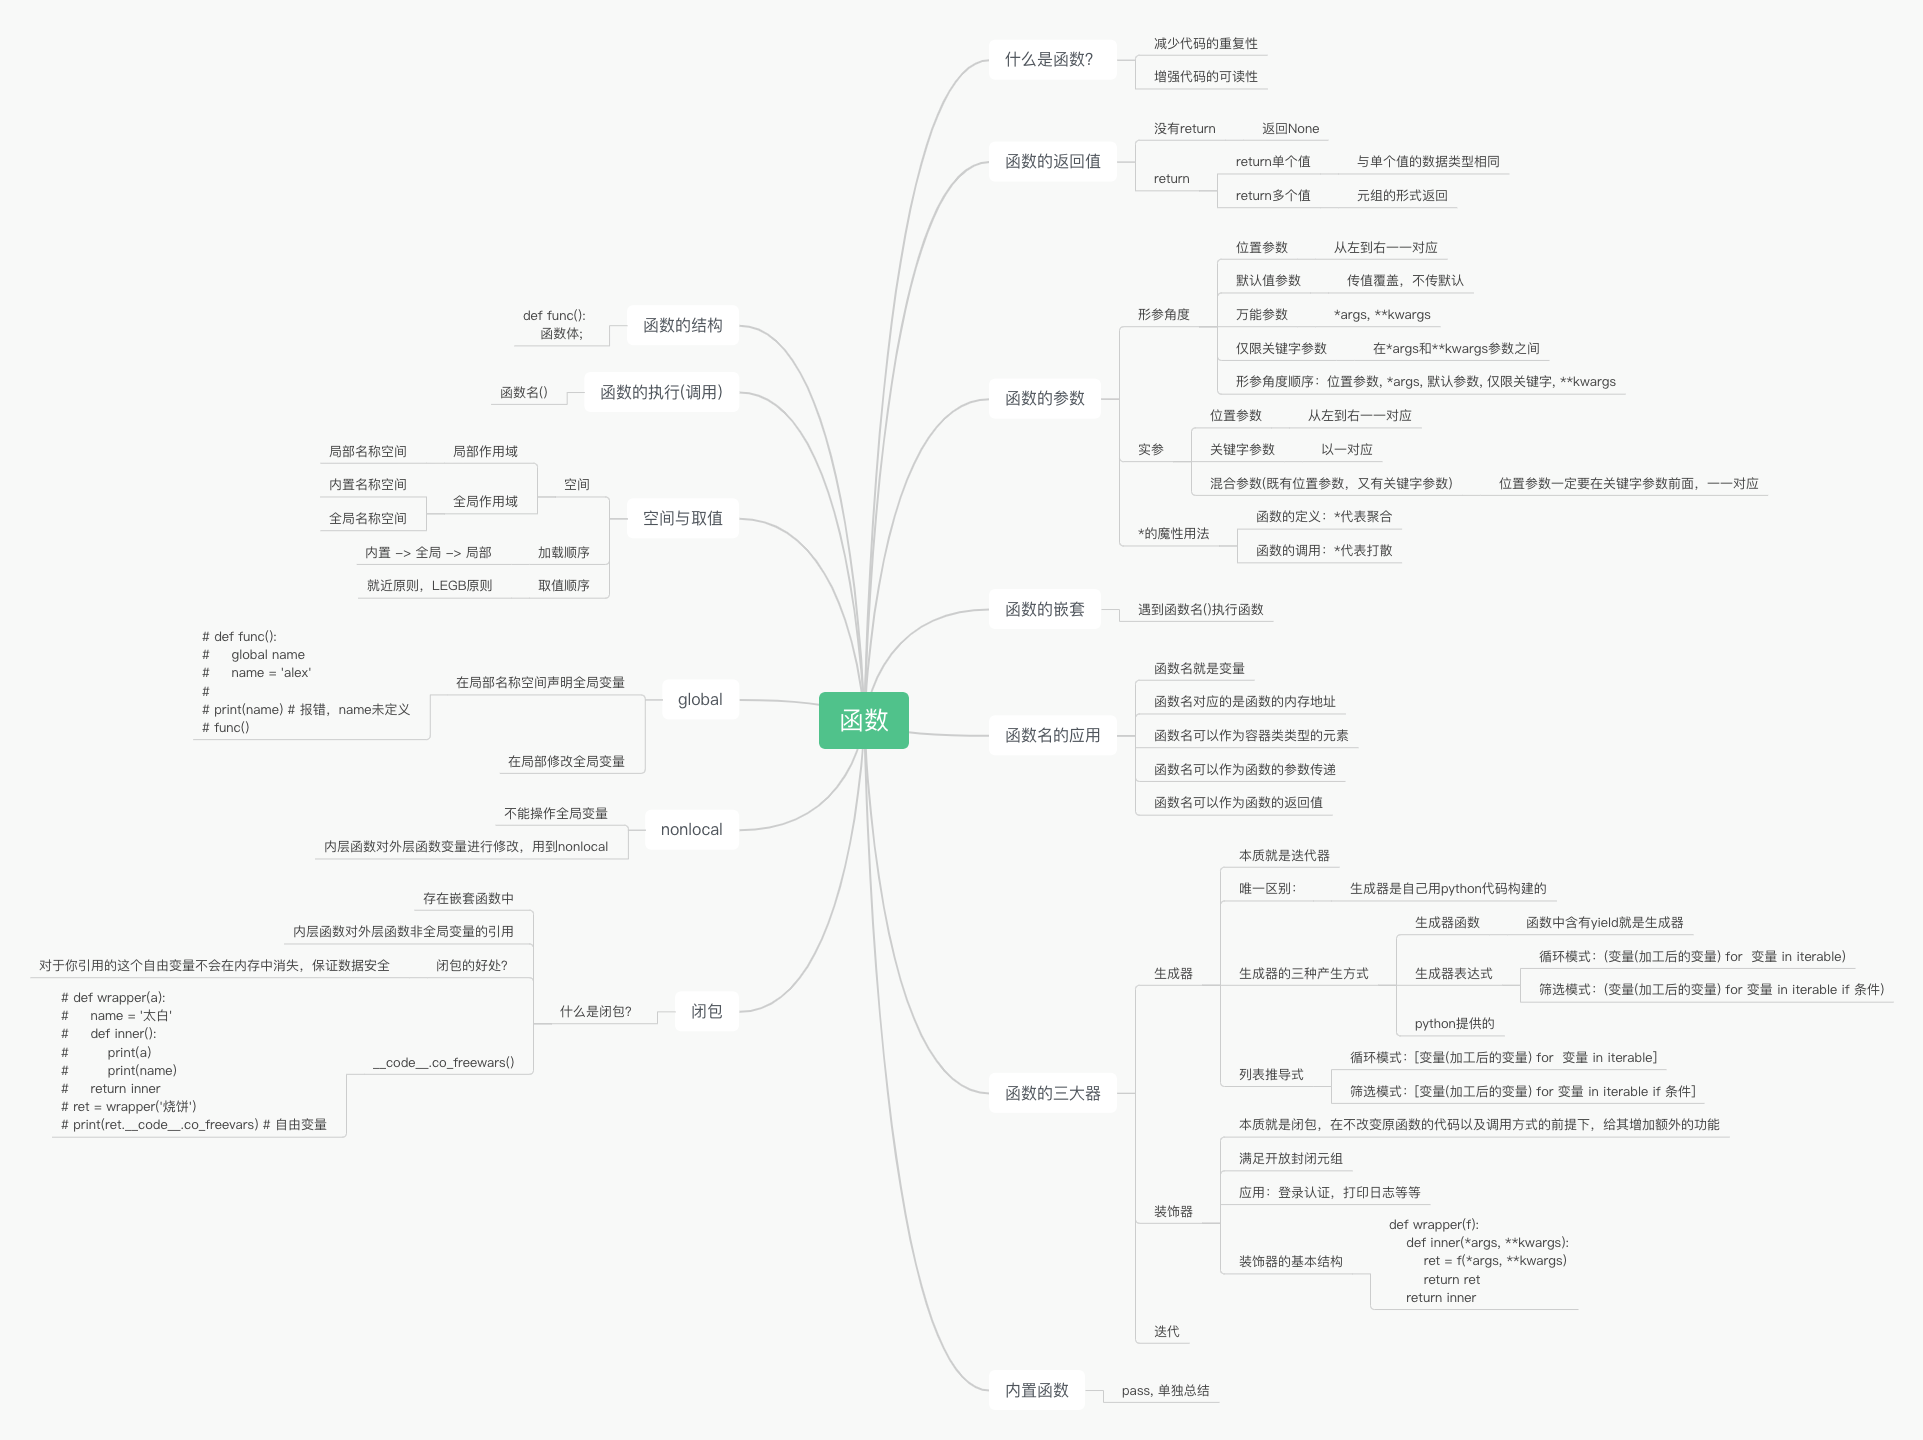 函数
什么是函数？
减少代码的重复性
增强代码的可读性
函数的返回值
没有return
返回None
return
return单个值
与单个值的数据类型相同
return多个值
元组的形式返回
函数的参数
形参角度
位置参数
从左到右一一对应
默认值参数
传值覆盖，不传默认
万能参数
*args, **kwargs
仅限关键字参数
在*args和**kwargs参数之间
形参角度顺序：位置参数, *args, 默认参数, 仅限关键字, **kwargs
实参
位置参数
从左到右一一对应
关键字参数
以一对应
混合参数(既有位置参数，又有关键字参数)
位置参数一定要在关键字参数前面，一一对应
*的魔性用法
函数的定义：*代表聚合
函数的调用：*代表打散
函数的嵌套
遇到函数名()执行函数
函数名的应用
函数名就是变量
函数名对应的是函数的内存地址
函数名可以作为容器类类型的元素
函数名可以作为函数的参数传递
函数名可以作为函数的返回值
函数的三大器
生成器
本质就是迭代器
唯一区别：
生成器是自己用python代码构建的
生成器的三种产生方式
生成器函数
函数中含有yield就是生成器
生成器表达式
循环模式：(变量(加工后的变量) for  变量 in iterable)
筛选模式：(变量(加工后的变量) for 变量 in iterable if 条件)
python提供的
列表推导式
循环模式：[变量(加工后的变量) for  变量 in iterable]
筛选模式：[变量(加工后的变量) for 变量 in iterable if 条件]
装饰器
本质就是闭包，在不改变原函数的代码以及调用方式的前提下，给其增加额外的功能
满足开放封闭元组
应用：登录认证，打印日志等等
装饰器的基本结构
def wrapper(f):
    def inner(*args, **kwargs):
        ret = f(*args, **kwargs)
        return ret
    return inner
迭代
内置函数
pass, 单独总结
函数的结构
def func():
    函数体;
函数的执行(调用)
函数名()
空间与取值
空间
局部作用域
局部名称空间
全局作用域
内置名称空间
全局名称空间
加载顺序
内置 -> 全局 -> 局部
取值顺序
就近原则，LEGB原则
global
在局部名称空间声明全局变量
# def func():
#     global name
#     name = 'alex'
#
# print(name) # 报错，name未定义
# func()
在局部修改全局变量
nonlocal
不能操作全局变量
内层函数对外层函数变量进行修改，用到nonlocal
闭包
什么是闭包？
存在嵌套函数中
内层函数对外层函数非全局变量的引用
闭包的好处？
对于你引用的这个自由变量不会在内存中消失，保证数据安全
__code__.co_freewars()
# def wrapper(a):
#     name = '太白'
#     def inner():
#         print(a)
#         print(name)
#     return inner
# ret = wrapper('烧饼')
# print(ret.__code__.co_freevars) # 自由变量